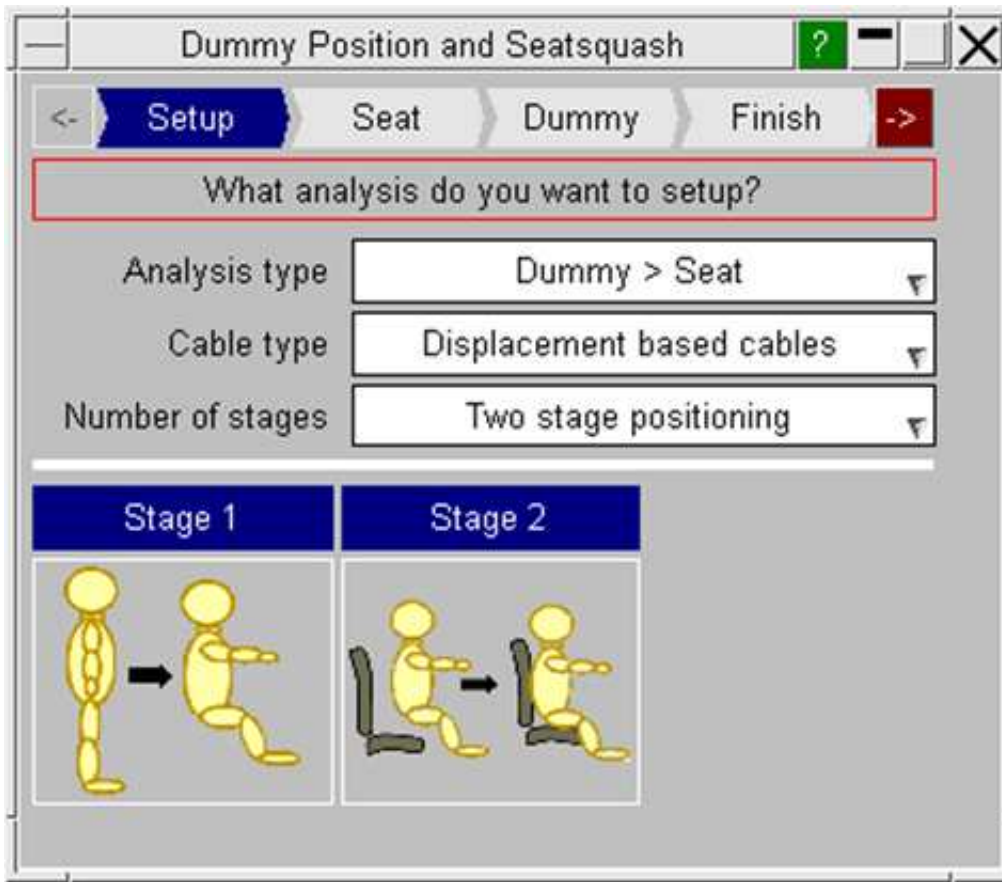 Dummy Position and Seatsquash ?
<- Setup Seat Dummy Finish ->
What analysis do you want to setup?
Analysis type Dummy > Seat
Cable type Displacement based cables
Number of stages Two stage positioning
Stage 1 Stage 2